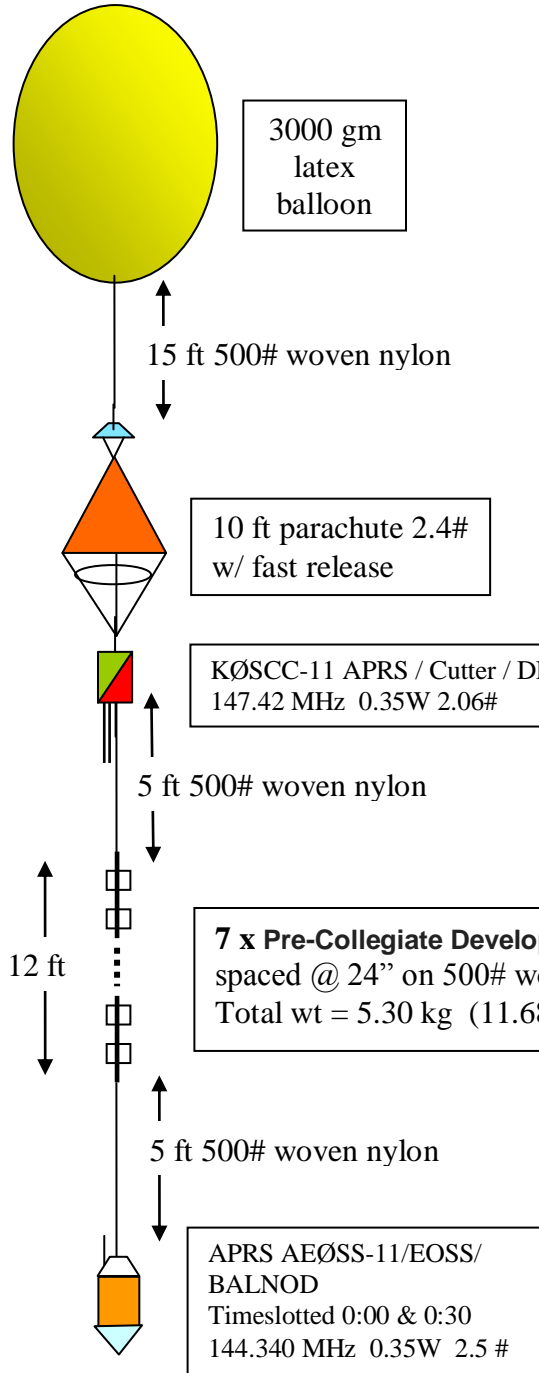 3000 gm
latex
balloon
15 ft 500# woven nylon
10 ft parachute 2.4#
w/ fast release
KØSCC-11 APRS / Cutter /
147.42 MHz 0.35W 2.06#
5 ft 500# woven nylon
12 ft
7 x Pre-Collegiate
spaced @ 24” on 500#
Total wt = 5.30 kg (11.68
5 ft 500# woven nylon
APRS AEØSS-11/EOSS/
BALNOD
Timeslotted 0:00 & 0:30
144.340 MHz 0.35W 2.5 #